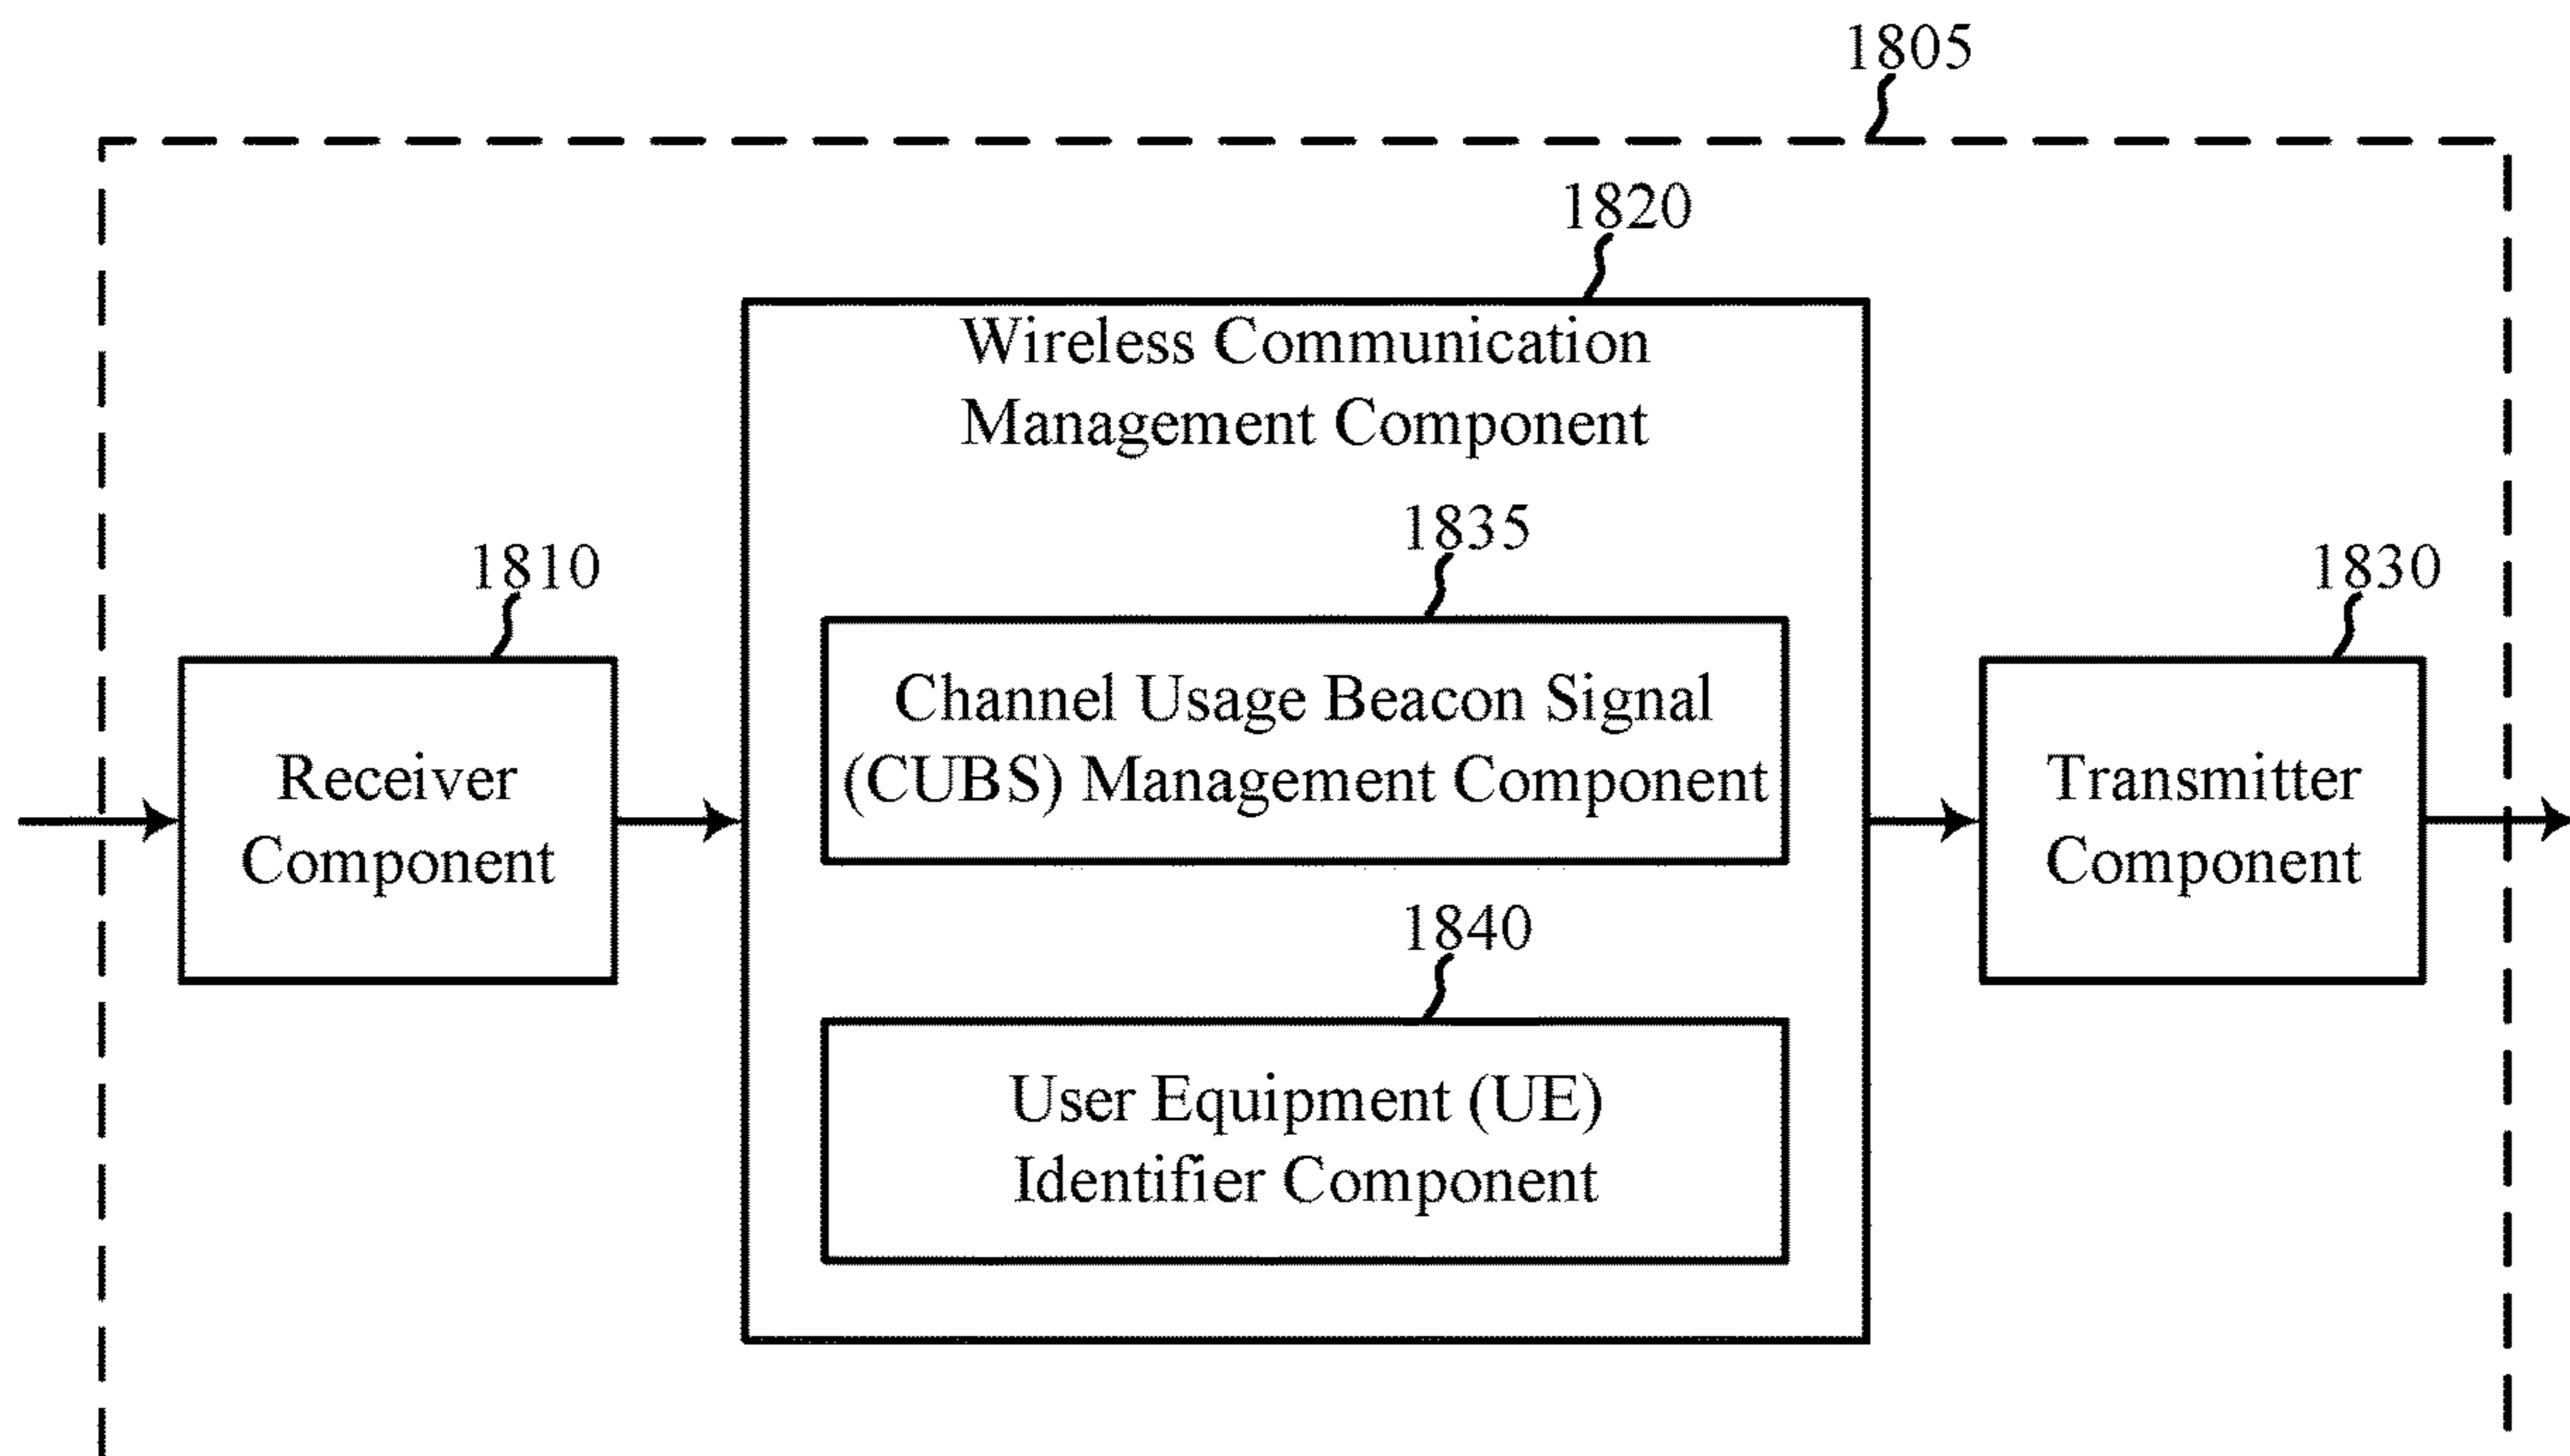 1805
1820
Wireless Communication
Management Component
1835
1810
1830
Channel Usage Beacon Signal
(CUBS) Management Component
Receiver
Component
Transmitter
Component
1840
User Equipment (UE)
Identifier Component